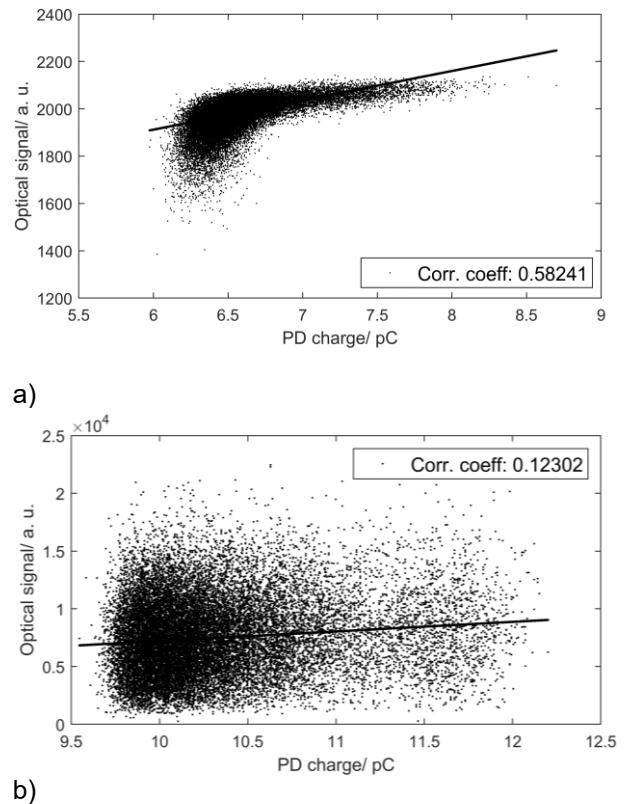 2400
2200
2000
1800
1600
1400
1200
Optical signal/ a. u.
Corr. coeff: 0.58241
5.5 6 6.5 7 7.5 8 8.5 9
PD charge/ pC
a)
×10⁴
2.5
2
1.5
1
0.5
0
Optical signal/ a. u.
Corr. coeff: 0.12302
9.5 10 10.5 11 11.5 12 12.5
PD charge/ pC
b)